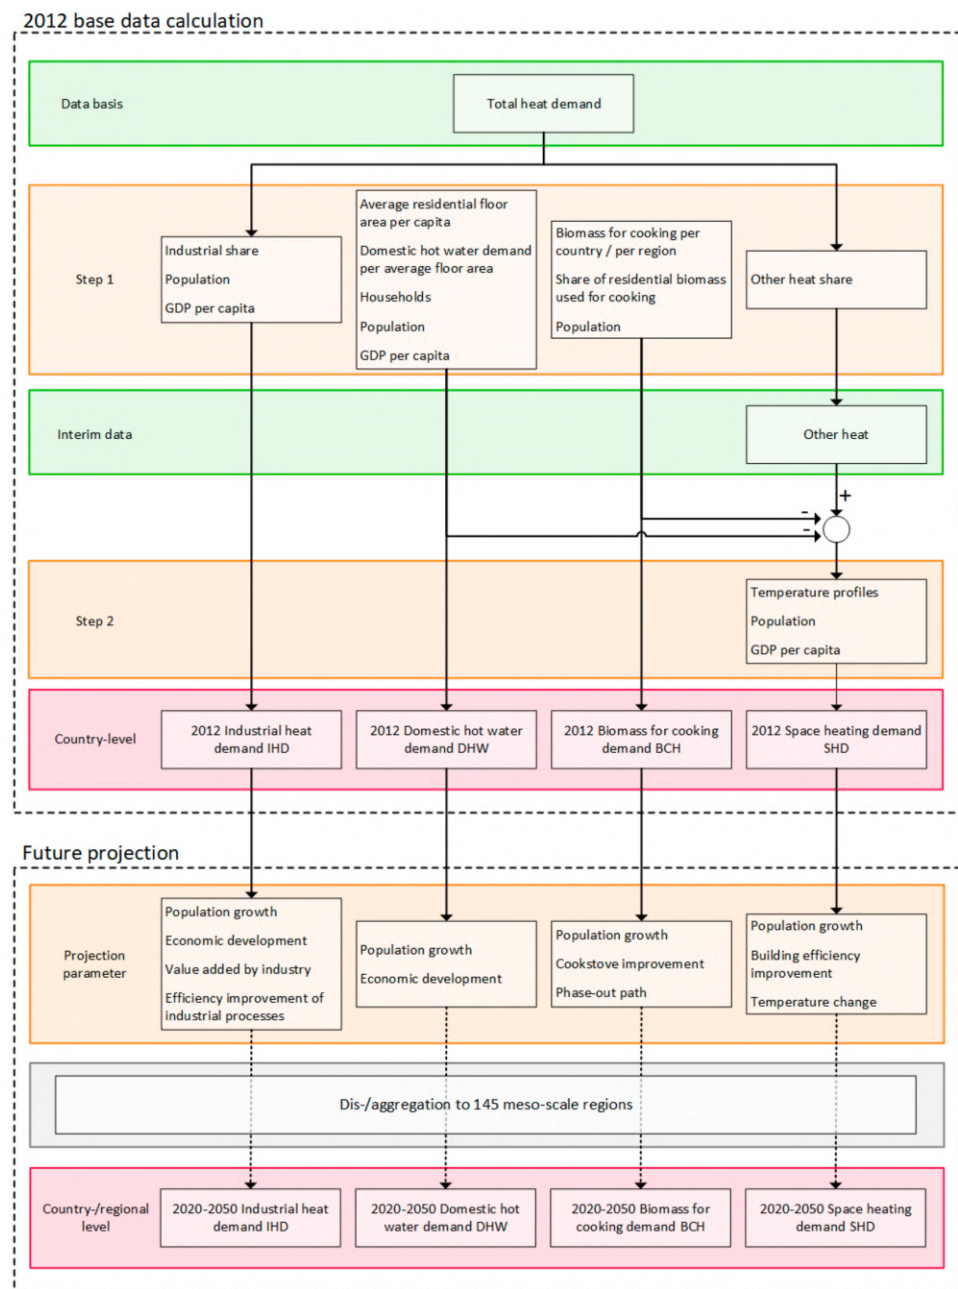 2012 base data calculation
Data basis
Total heat demand
Step 1
Industrial share
Population
GDP per capita
Average residential floor
area per capita
Domestic hot water demand
per average floor area
Households
Population
GDP per capita
Biomass for cooking per
country / per region
Share of residential biomass
used for cooking
Population
Other heat share
Interim data
Other heat
+
-
-
Step 2
Temperature profiles
Population
GDP per capita
Country-level
2012 Industrial heat
demand IHD
2012 Domestic hot water
demand DHW
2012 Biomass for cooking
demand BCH
2012 Space heating demand
SHD
Future projection
Projection
parameter
Population growth
Economic development
Value added by industry
Efficiency improvement of
industrial processes
Population growth
Economic development
Population growth
Cookstove improvement
Phase-out path
Population growth
Building efficiency
improvement
Temperature change
Dis-/aggregation to 145 meso-scale regions
Country-/regional
level
2020-2050 Industrial heat
demand IHD
2020-2050 Domestic hot
water demand DHW
2020-2050 Biomass for
cooking demand BCH
2020-2050 Space heating
demand SHD